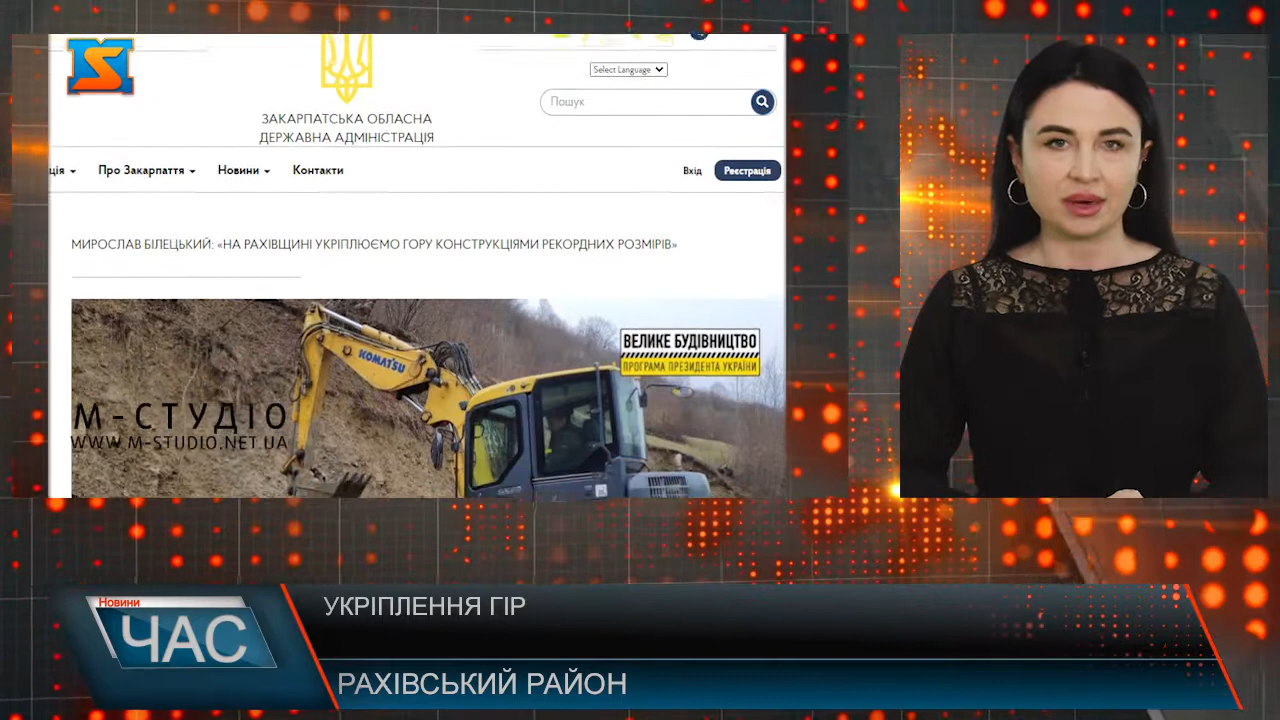 Select Language
Пошук
ЗАКАРПАТСЬКА ОБЛАСНА
ДЕРЖАВНА АДМІНІСТРАЦІЯ
ція Про Закарпаття Новини Контакти Вхід Реєстрація
МИРОСЛАВ БІЛЕЦЬКИЙ: «НА РАХІВЩИНІ УКРІПЛЮЄМО ГОРУ КОНСТРУКЦІЯМИ РЕКОРДНИХ РОЗМІРІВ»
ВЕЛИКЕ БУДІВНИЦТВО
ПРОГРАМА ПРЕЗИДЕНТА УКРАЇНИ
KOMATSU
М-СТУДІО
WWW.M-STUDIO.NET.UA
Новини
ЧАС
УКРІПЛЕННЯ ГІР
РАХІВСЬКИЙ РАЙОН